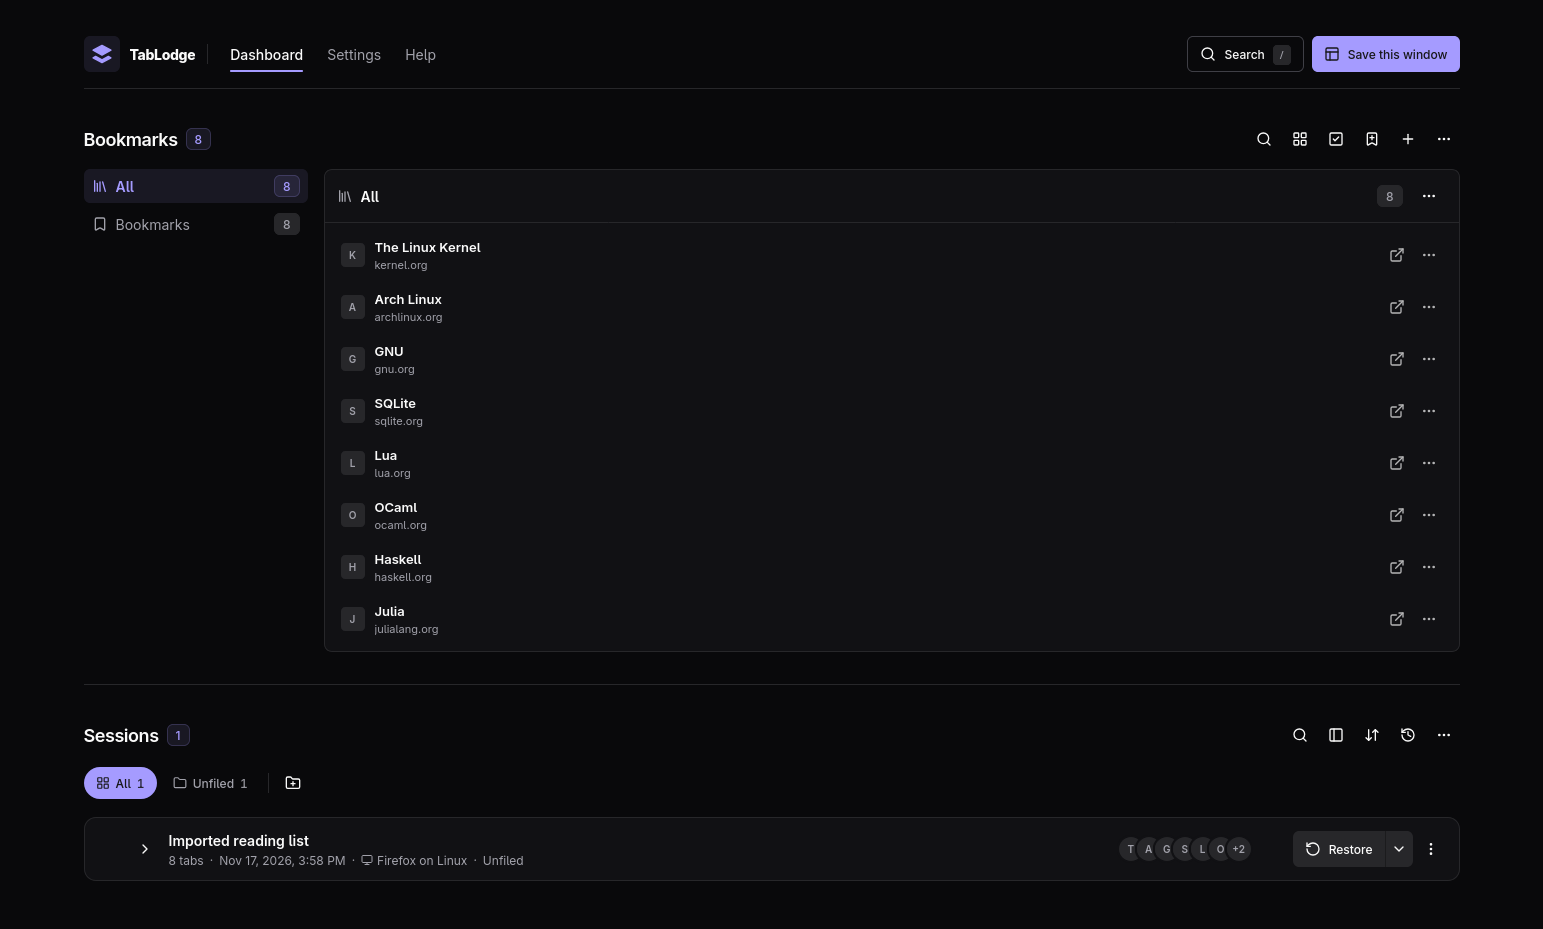 TabLodge
Dashboard Settings Help
Search /
Save this window
Bookmarks 8
All 8
Bookmarks 8
All 8
K The Linux Kernel
kernel.org
A Arch Linux
archlinux.org
G GNU
gnu.org
S SQLite
sqlite.org
L Lua
lua.org
O OCaml
ocaml.org
H Haskell
haskell.org
J Julia
julialang.org
Sessions 1
All 1 Unfiled 1
Imported reading list
8 tabs · Nov 17, 2026, 3:58 PM · Firefox on Linux · Unfiled
T A G S L O +2
Restore